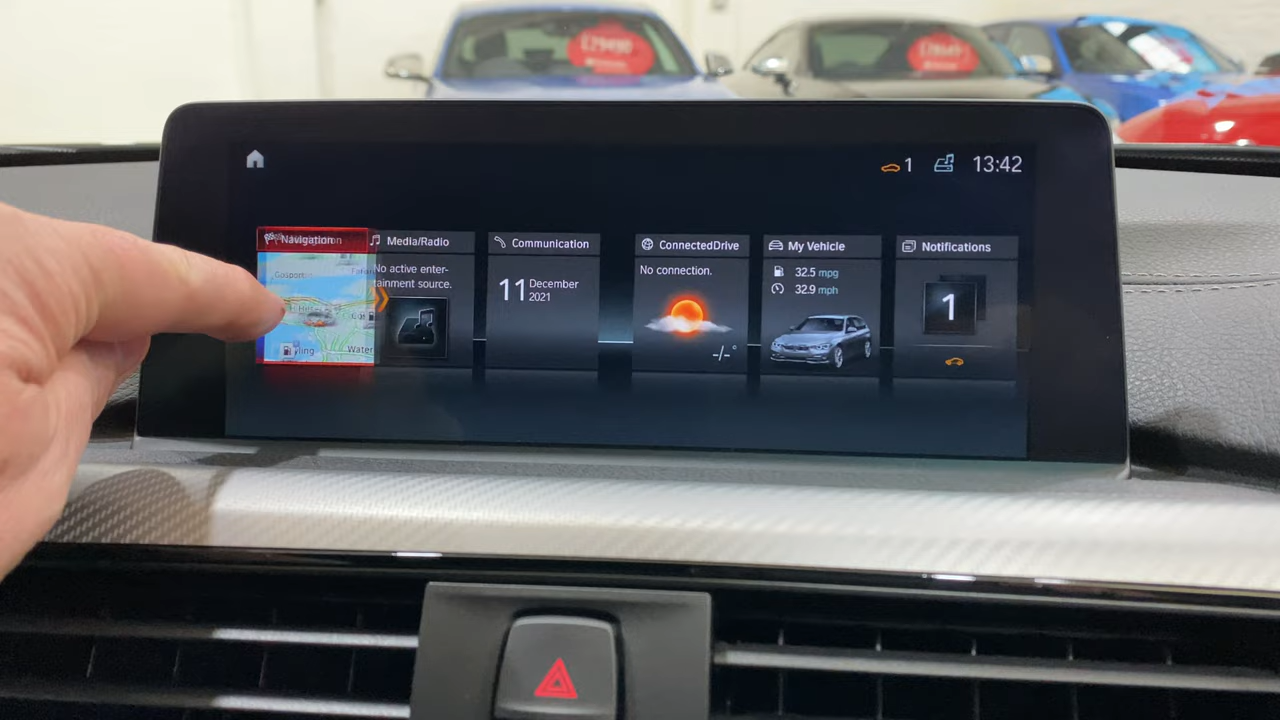 1 13:42
Navigation
Media/Radio
Communication
ConnectedDrive
My Vehicle
Notifications
Gosport
No active enter-
tainment source.
11 December
2021
No connection.
-/-°
32.5 mpg
32.9 mph
1
Water